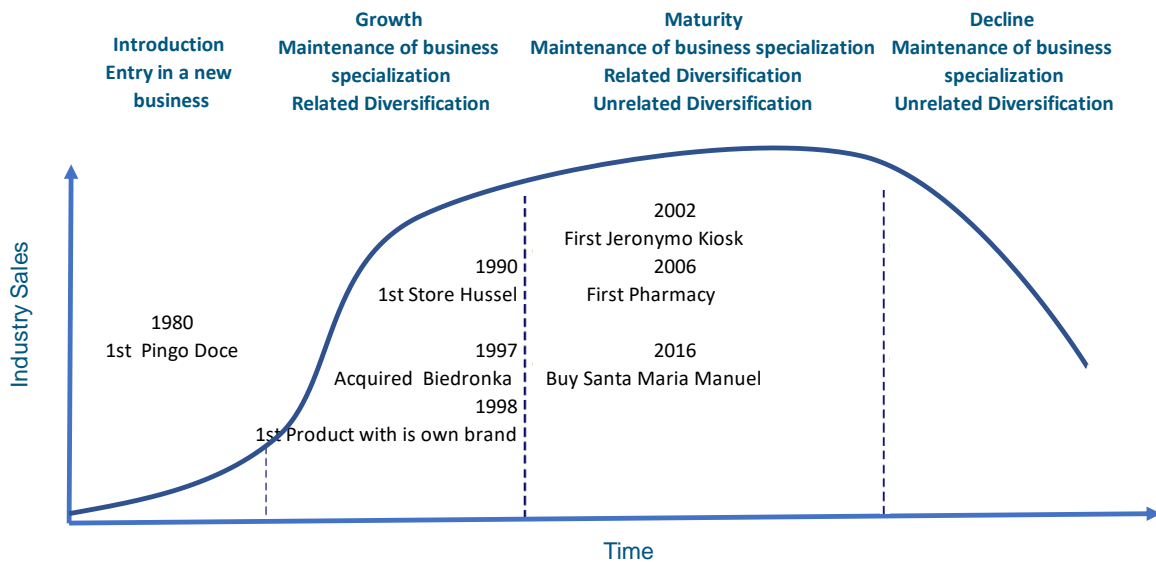 Introduction
Entry in a new
business
Growth
Maintenance of business
specialization
Related Diversification
Maturity
Maintenance of business specialization
Related Diversification
Unrelated Diversification
Decline
Maintenance of business
specialization
Unrelated Diversification
Industry Sales
1980
1st Pingo Doce
1990
1st Store Hussel
1997
Acquired Biedronka
1998
1st Product with is own brand
2002
First Jeronymo Kiosk
2006
First Pharmacy
2016
Buy Santa Maria Manuel
Time